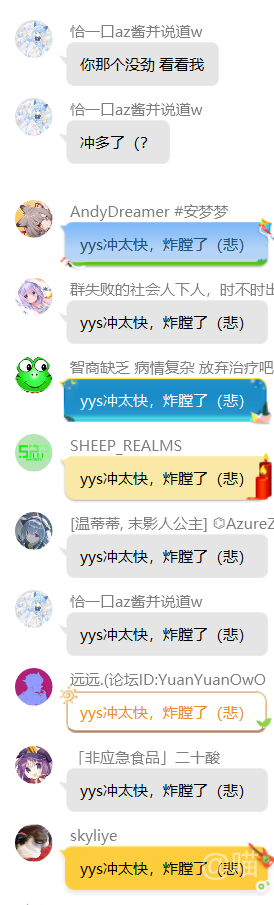 恰一口az酱并说道w
你那个没劲 看看我
恰一口az酱并说道w
冲多了（？
AndyDreamer #安梦梦
yys冲太快，炸膛了（悲）
群失败的社会人下人，时不时出
yys冲太快，炸膛了（悲）
智商缺乏 病情复杂 放弃治疗吧
yys冲太快，炸膛了（悲）
SHEEP_REALMS
yys冲太快，炸膛了（悲）
[温蒂蒂, 未影人公主] ⌬AzureZ
yys冲太快，炸膛了（悲）
恰一口az酱并说道w
yys冲太快，炸膛了（悲）
远远.(论坛ID:YuanYuanOwO
yys冲太快，炸膛了（悲）
「非应急食品」二十酸
yys冲太快，炸膛了（悲）
skyliye
yys冲太快，炸膛了（悲）
@喵